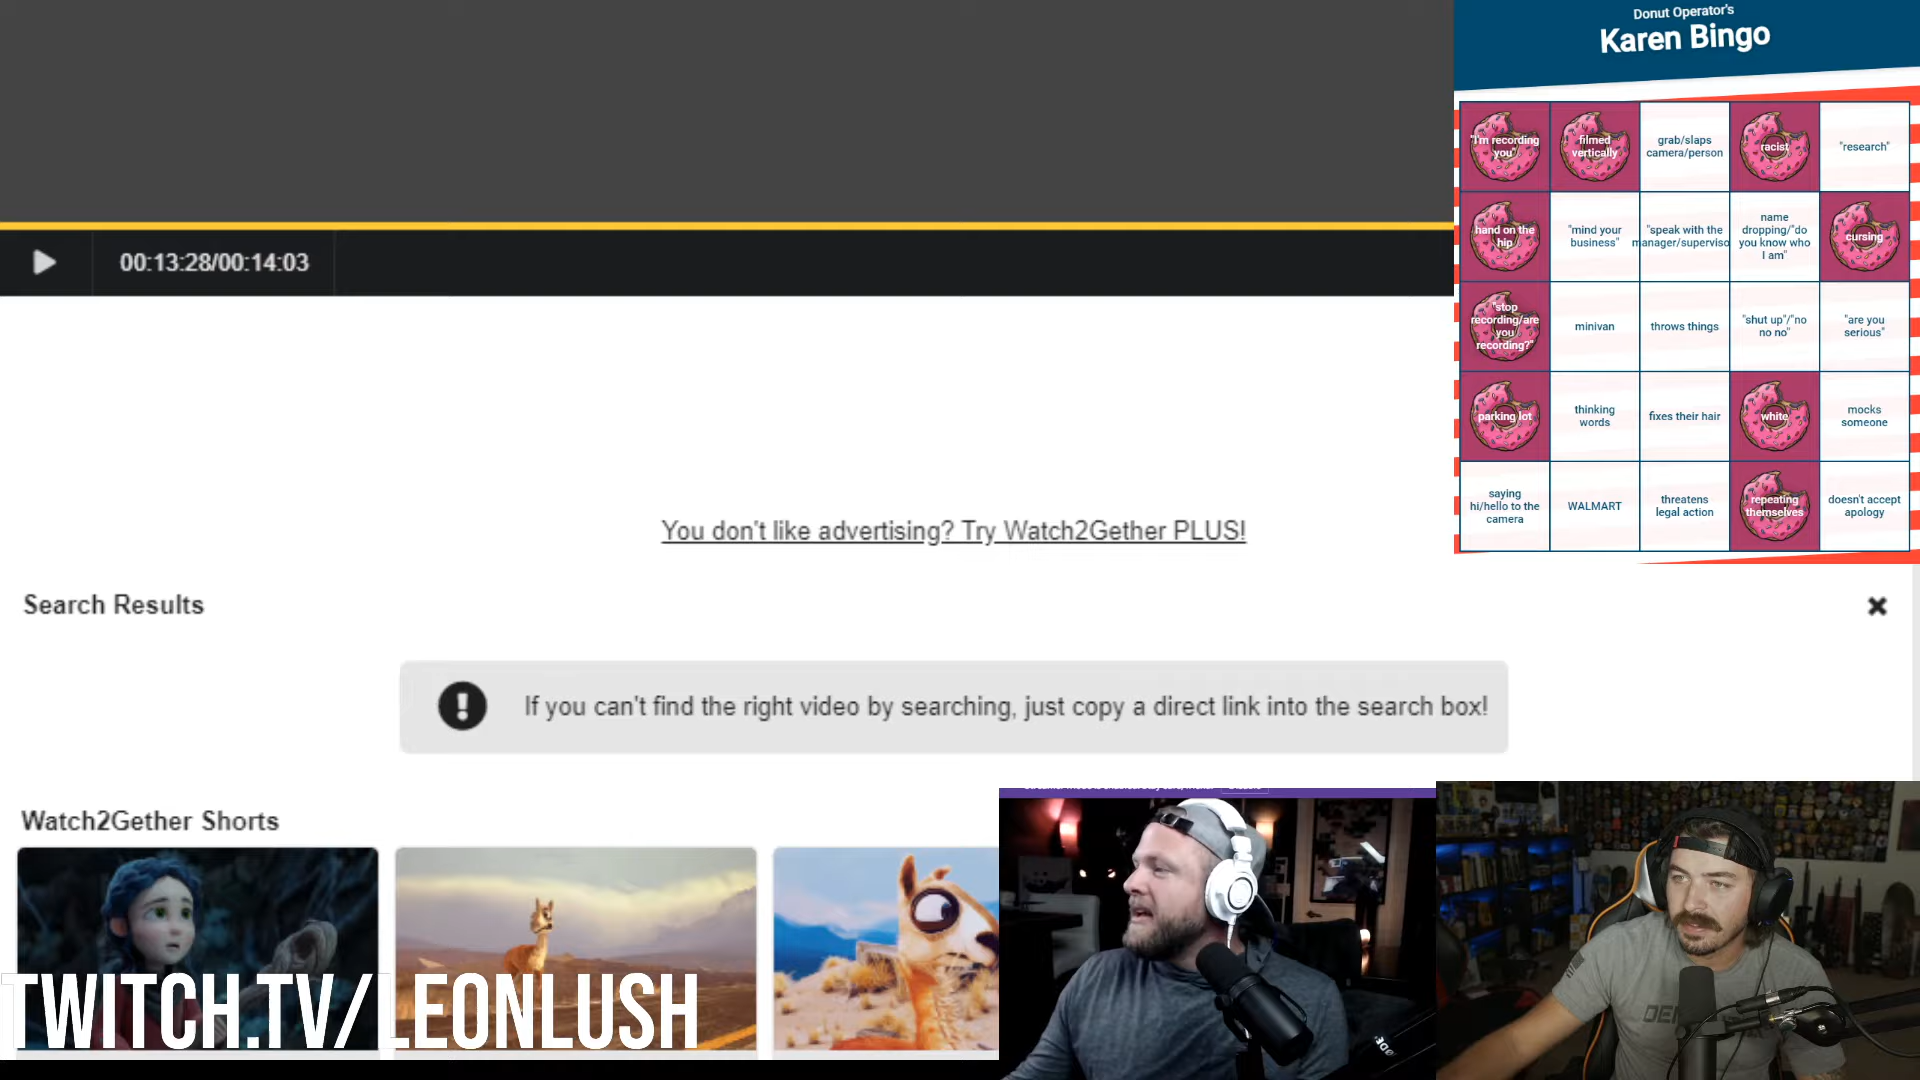 Donut Operator's
Karen Bingo
"I'm recording
you"
filmed
vertically
grab/slaps
camera/person
racist
"research"
hand on the
hip
"mind your
business"
"speak with the
manager/superviso
name
dropping/"do
you know who
I am"
cursing
"stop
recording/are
you
recording?"
minivan
throws things
"shut up"/"no
no no"
"are you
serious"
parking lot
thinking
words
fixes their hair
white
mocks
someone
saying
hi/hello to the
camera
WALMART
threatens
legal action
repeating
themselves
doesn't accept
apology
00:13:28/00:14:03
You don't like advertising? Try Watch2Gether PLUS!
Search Results
If you can't find the right video by searching, just copy a direct link into the search box!
Watch2Gether Shorts
TWITCH.TV/LEONLUSH